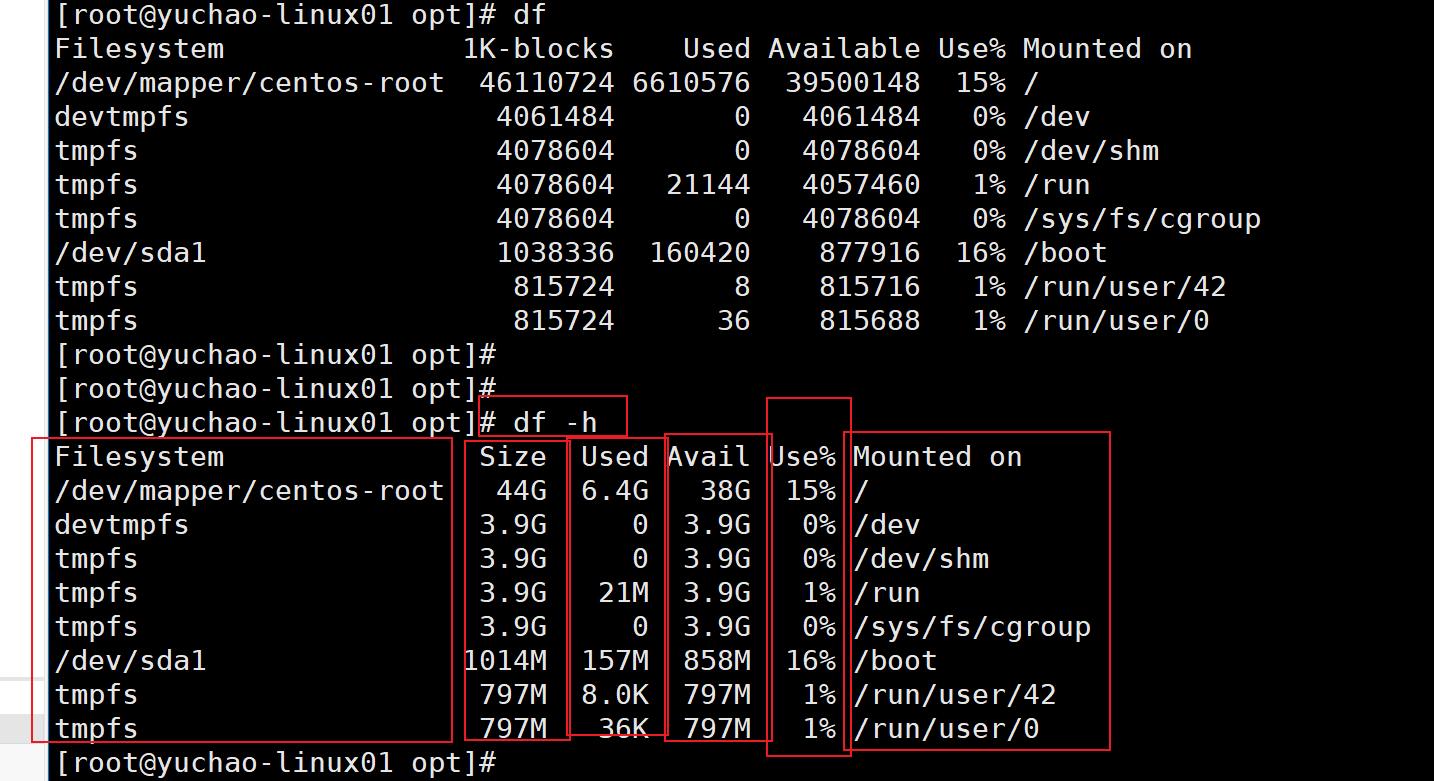 [root@yuchao-linux01 opt]# df
Filesystem              1K-blocks    Used Available Use% Mounted on
/dev/mapper/centos-root  46110724 6610576  39500148  15% /
devtmpfs                  4061484       0   4061484   0% /dev
tmpfs                     4078604       0   4078604   0% /dev/shm
tmpfs                     4078604   21144   4057460   1% /run
tmpfs                     4078604       0   4078604   0% /sys/fs/cgroup
/dev/sda1                 1038336  160420    877916  16% /boot
tmpfs                      815724       8    815716   1% /run/user/42
tmpfs                      815724      36    815688   1% /run/user/0
[root@yuchao-linux01 opt]#
[root@yuchao-linux01 opt]#
[root@yuchao-linux01 opt]# df -h
Filesystem               Size  Used Avail Use% Mounted on
/dev/mapper/centos-root   44G  6.4G   38G  15% /
devtmpfs                 3.9G     0  3.9G   0% /dev
tmpfs                    3.9G     0  3.9G   0% /dev/shm
tmpfs                    3.9G   21M  3.9G   1% /run
tmpfs                    3.9G     0  3.9G   0% /sys/fs/cgroup
/dev/sda1               1014M  157M  858M  16% /boot
tmpfs                    797M  8.0K  797M   1% /run/user/42
tmpfs                    797M   36K  797M   1% /run/user/0
[root@yuchao-linux01 opt]#